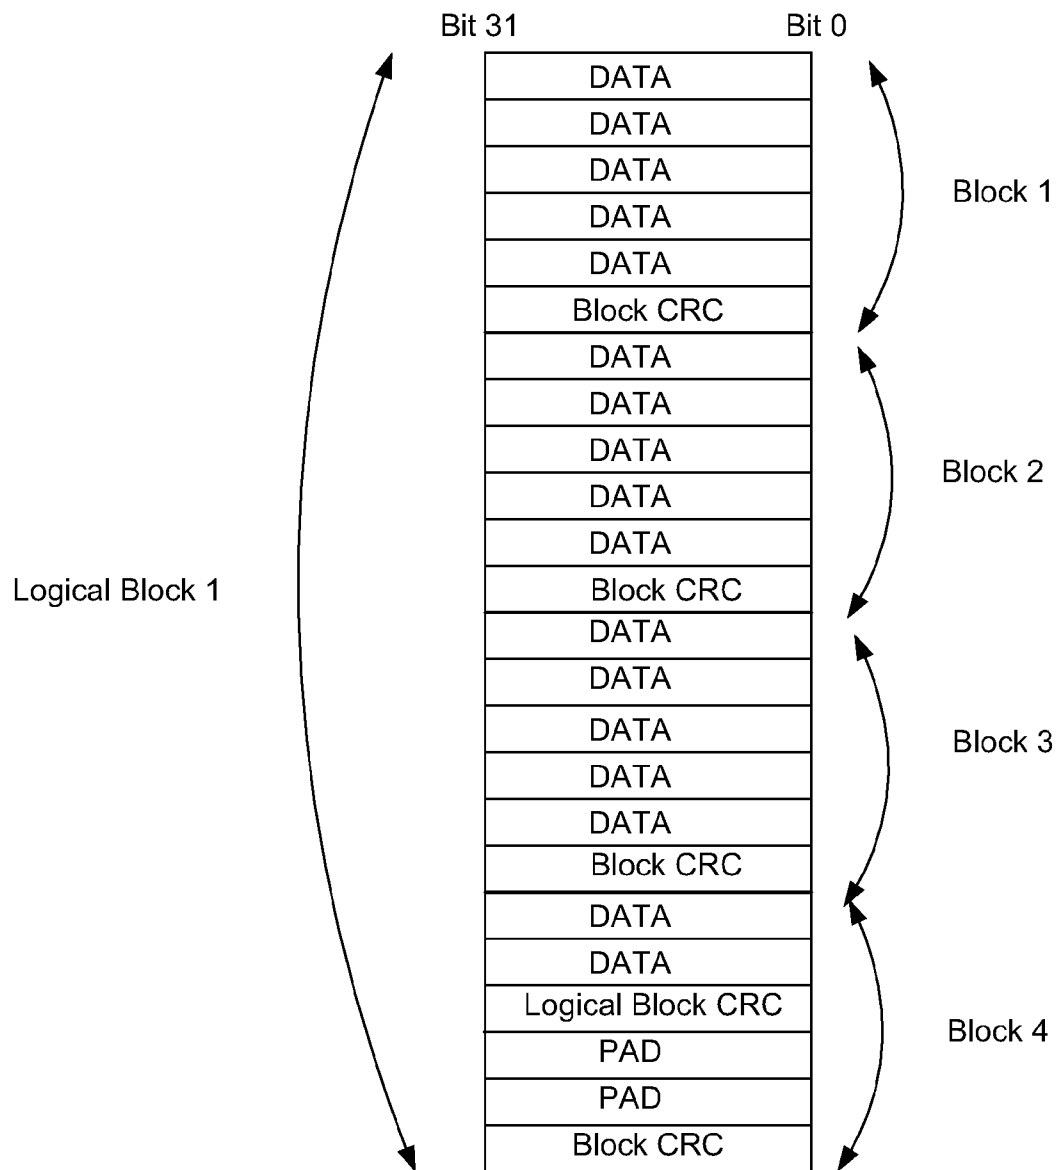 Bit 31 Bit 0
DATA
DATA
DATA
DATA
Block 1
DATA
Block CRC
DATA
DATA
DATA
Block 2
DATA
DATA
Logical Block 1
Block CRC
DATA
DATA
DATA
Block 3
DATA
DATA
Block CRC
DATA
DATA
Logical Block CRC
Block 4
PAD
PAD
Block CRC